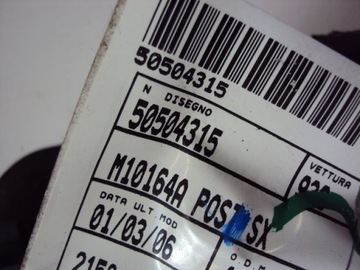 50504315
N DISEGNO
50504315
VETTURA
M10164A POST SX
DATA ULT.MOD
01/03/06
O.D.